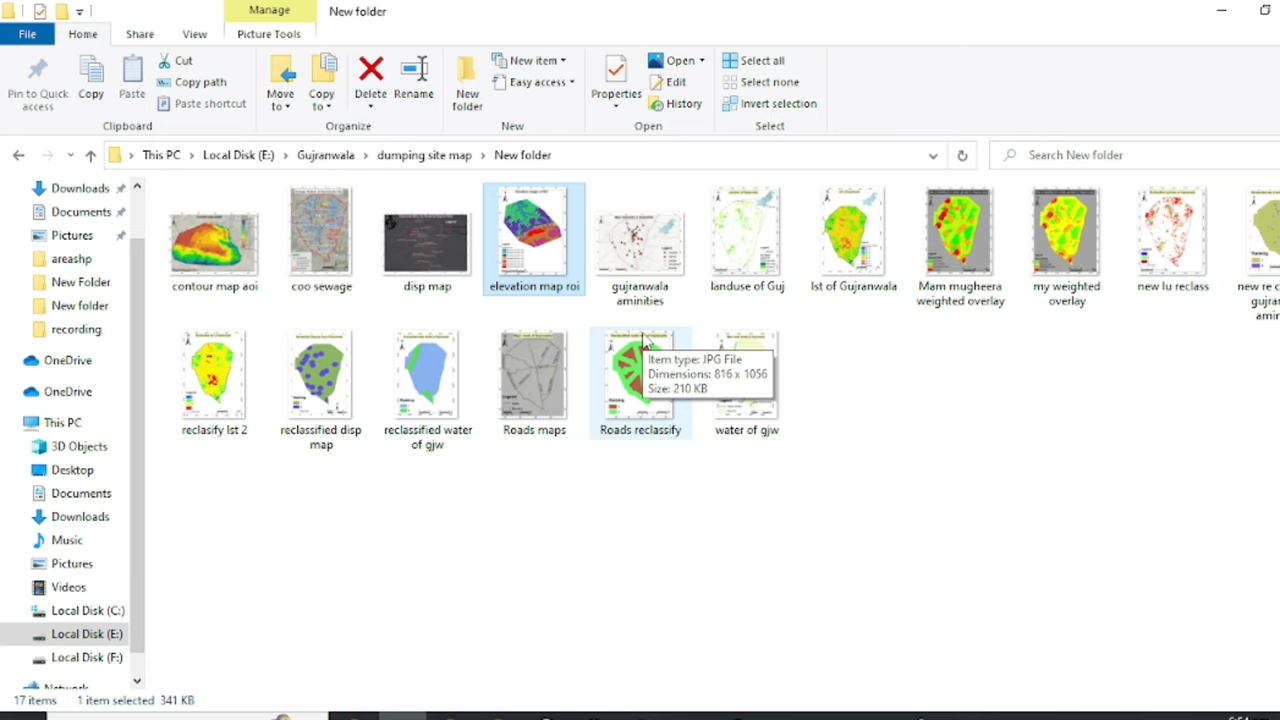 Manage New folder
File Home Share View Picture Tools
Pin to Quick access
Copy
Paste
Cut
Copy path
Paste shortcut
Clipboard
Move to
Copy to
Delete
Rename
Organize
New folder
New item
Easy access
New
Properties
Open
Edit
History
Open
Select all
Select none
Invert selection
Select
This PC > Local Disk (E:) > Gujranwala > dumping site map > New folder
Search New folder
Downloads
Documents
Pictures
areashp
New Folder
New folder
recording
OneDrive
OneDrive
This PC
3D Objects
Desktop
Documents
Downloads
Music
Pictures
Videos
Local Disk (C:)
Local Disk (E:)
Local Disk (F:)
Network
contour map aoi
coo sewage
disp map
elevation map roi
gujranwala aminities
landuse of Guj
lst of Gujranwala
Mam mugheera weighted overlay
my weighted overlay
new lu reclass
new re
reclasify lst 2
reclassified disp map
reclassified water of gjw
Roads maps
Roads reclassify
water of gjw
Item type: JPG File
Dimensions: 816 x 1056
Size: 210 KB
17 items 1 item selected 341 KB